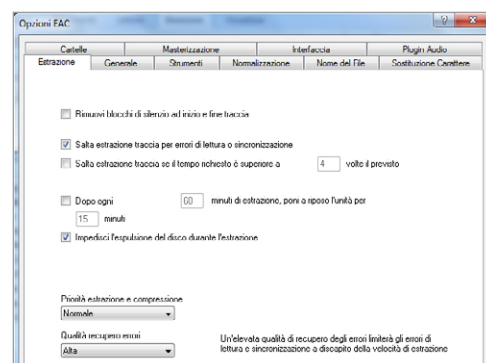 Opzioni EAC
Cartelle Masterizzazione Interfaccia Plugin Audio
Estrazione Generale Strumenti Normalizzazione Nome del File Sostituzione Carattere
Rimuovi blocchi di silenzio ad inizio e fine traccia
Salta estrazione traccia per errori di lettura o sincronizzazione
Salta estrazione traccia se il tempo richiesto è superiore a 4 volte il previsto
Dopo ogni 60 minuti di estrazione, poni a riposo l'unità per
15 minuti
Impedisci l'espulsione del disco durante l'estrazione
Priorità estrazione e compressione
Normale
Qualità recupero errori
Alta
Un'elevata qualità di recupero degli errori limiterà gli errori di
lettura e sincronizzazione a discapito della velocità di estrazione